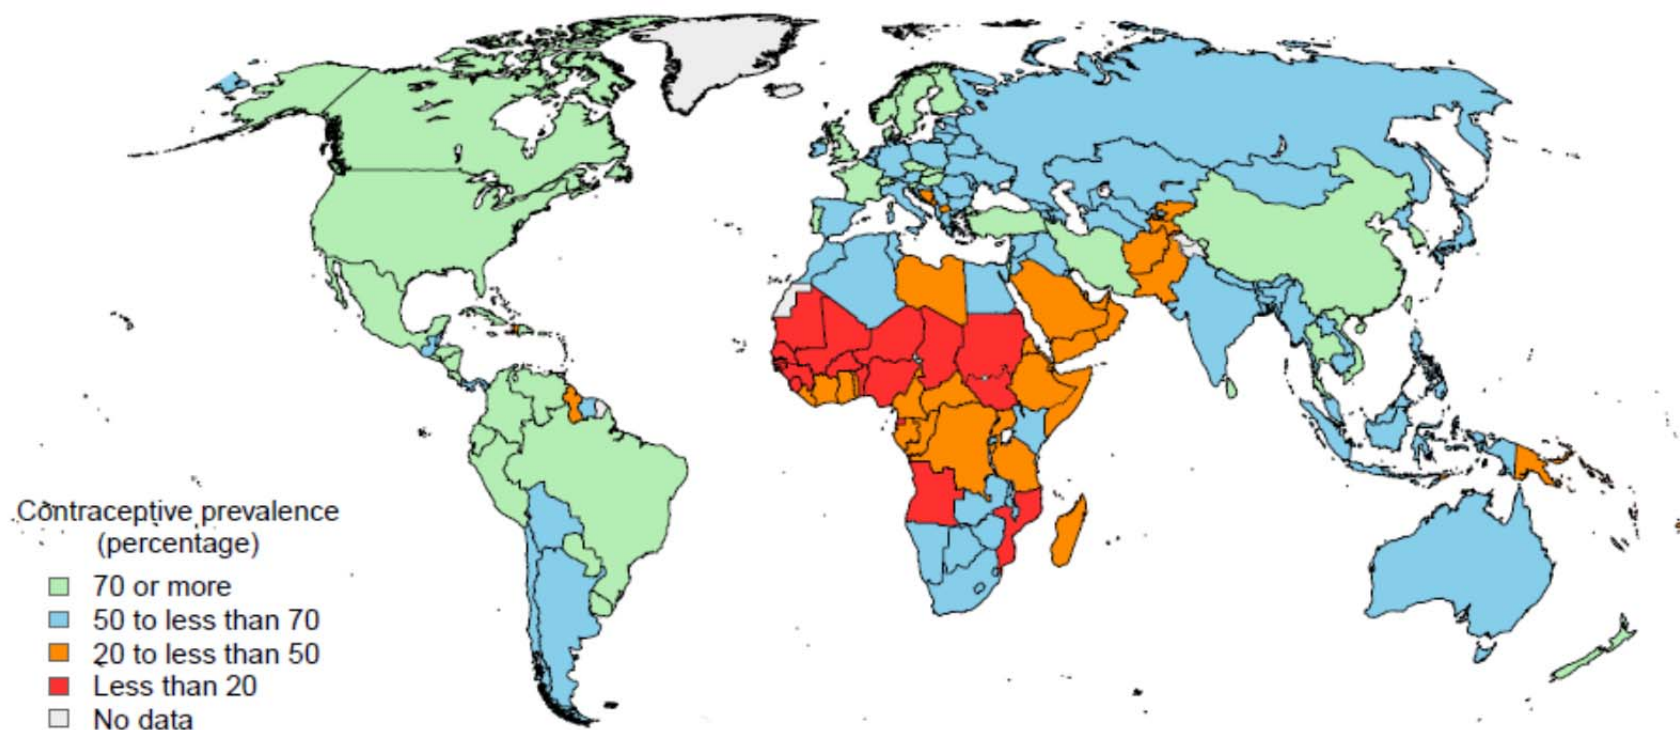 Contraceptive prevalence
(percentage)
70 or more
50 to less than 70
20 to less than 50
Less than 20
No data